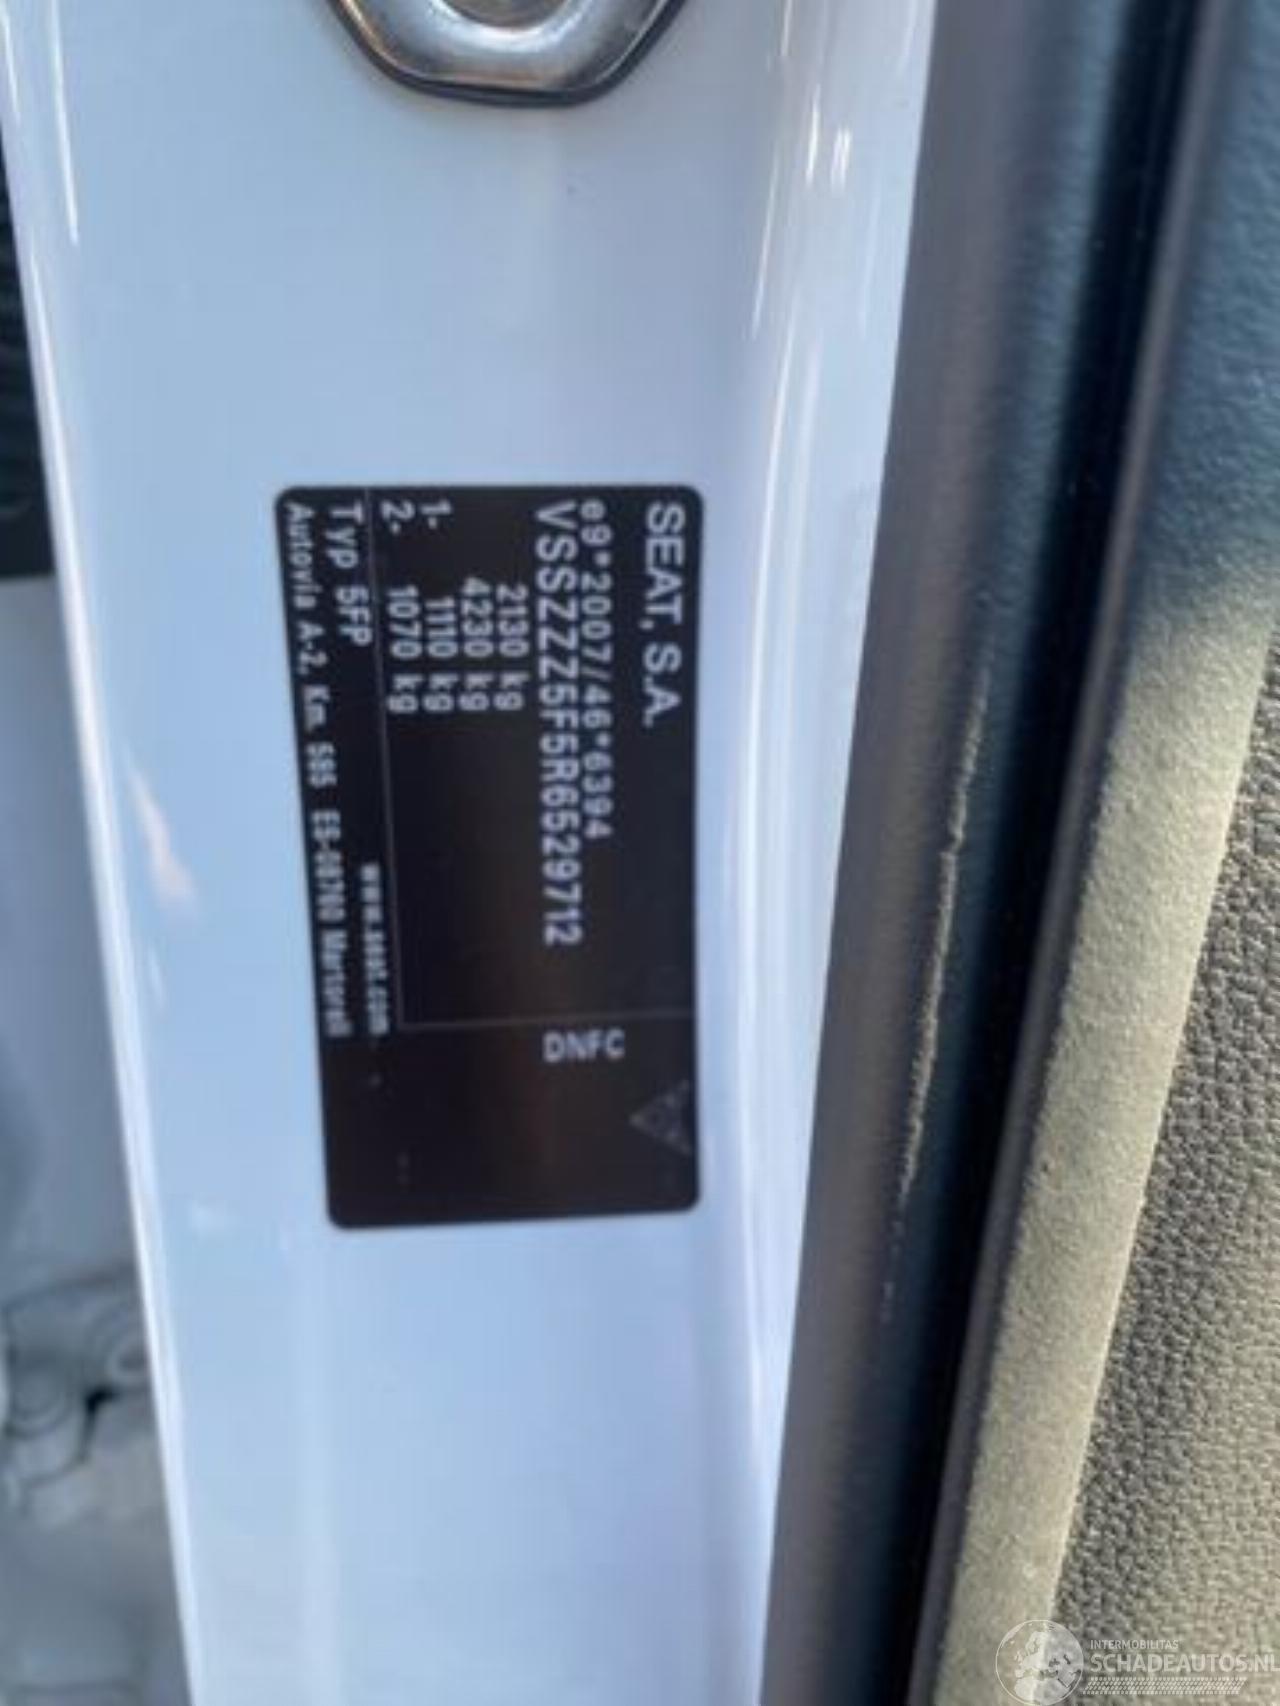 SEAT, S.A.
e9*2007/46*6394
VSSZZZ5F5R6529712
2130 kg
4230 kg
1- 1110 kg
2- 1070 kg
DNFC
Typ 5FP www.seat.com
Autovía A-2, Km. 585 ES-08760 Martorell
INTERMOBILITAS
SCHADEAUTOS.NL